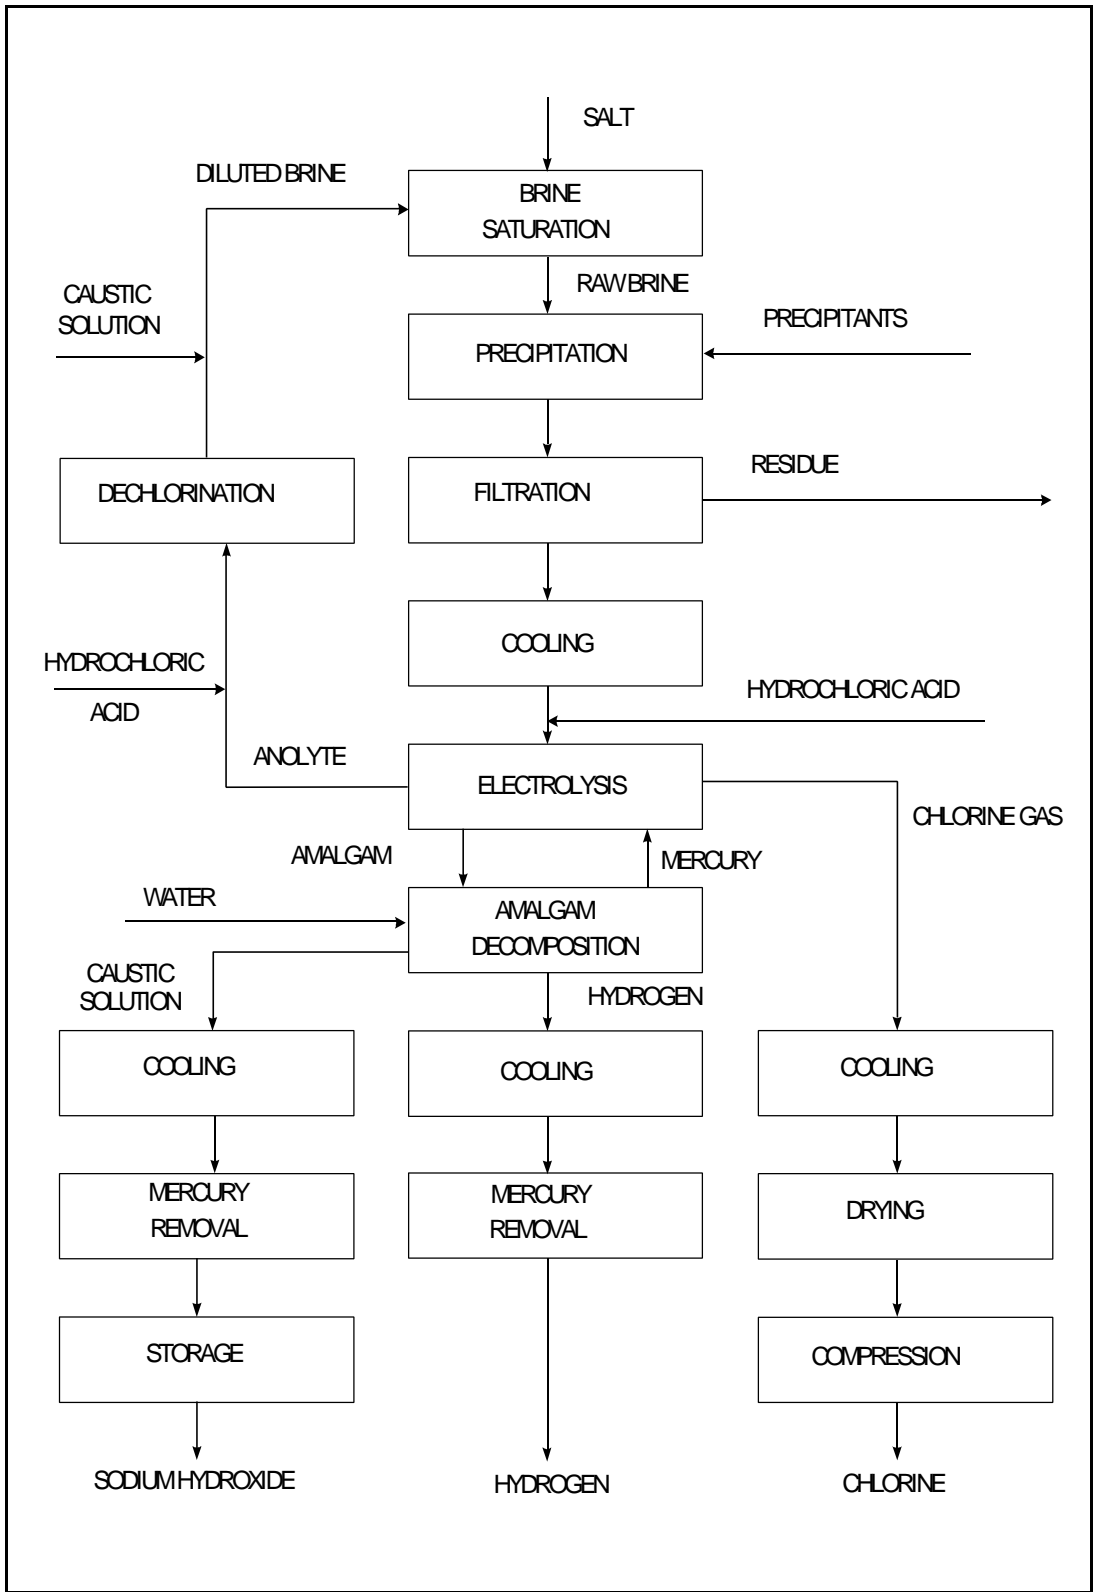 SALT
DILUTED BRINE
BRINE
SATURATION
RAW BRINE
CAUSTIC
SOLUTION
PRECIPITANTS
PRECIPITATION
RESIDUE
DECHLORINATION
FILTRATION
COOLING
HYDROCHLORIC
ACID
HYDROCHLORIC ACID
ANOLYTE
ELECTROLYSIS
CHLORINE GAS
AMALGAM
MERCURY
WATER
AMALGAM
DECOMPOSITION
CAUSTIC
SOLUTION
HYDROGEN
COOLING
COOLING
COOLING
MERCURY
REMOVAL
MERCURY
REMOVAL
DRYING
STORAGE
COMPRESSION
SODIUM HYDROXIDE
HYDROGEN
CHLORINE